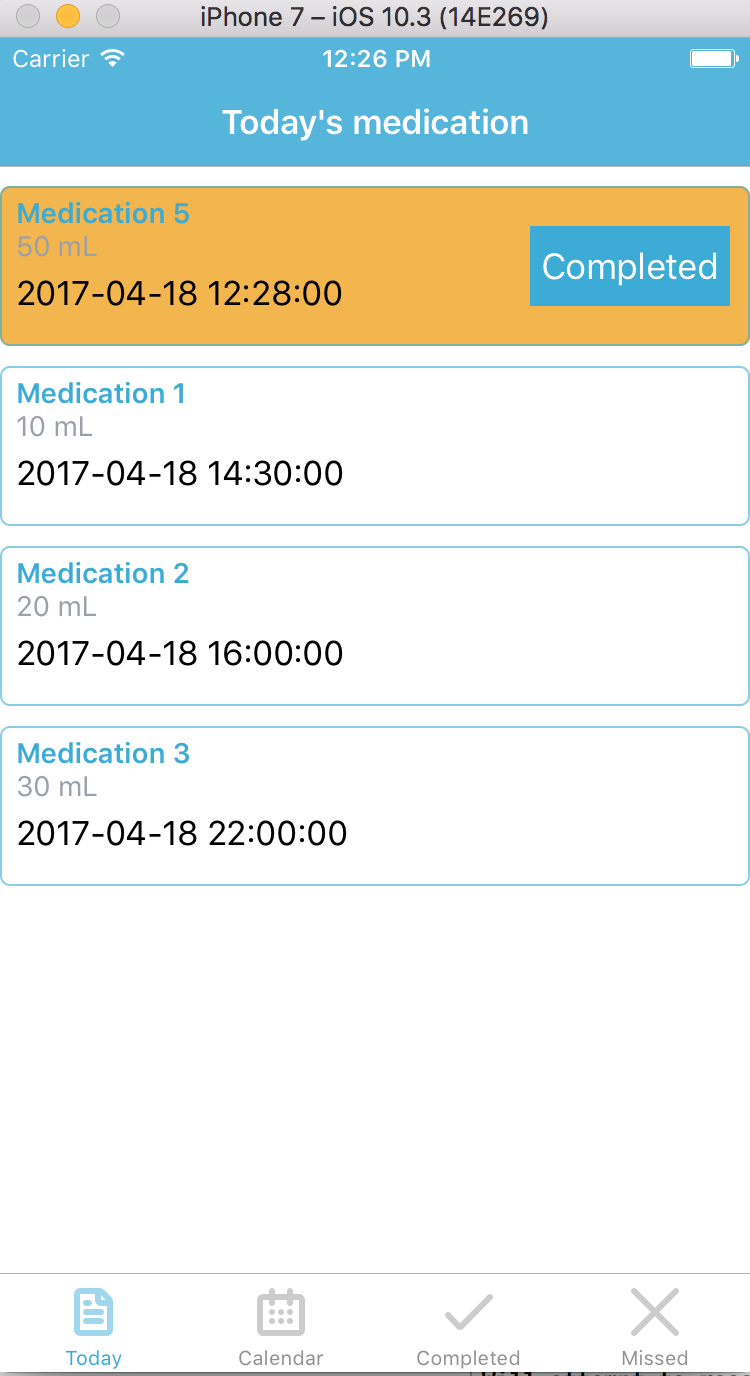 iPhone 7 – iOS 10.3 (14E269)
Carrier 12:26 PM
Today's medication
Medication 5
50 mL
2017-04-18 12:28:00
Completed
Medication 1
10 mL
2017-04-18 14:30:00
Medication 2
20 mL
2017-04-18 16:00:00
Medication 3
30 mL
2017-04-18 22:00:00
Today Calendar Completed Missed